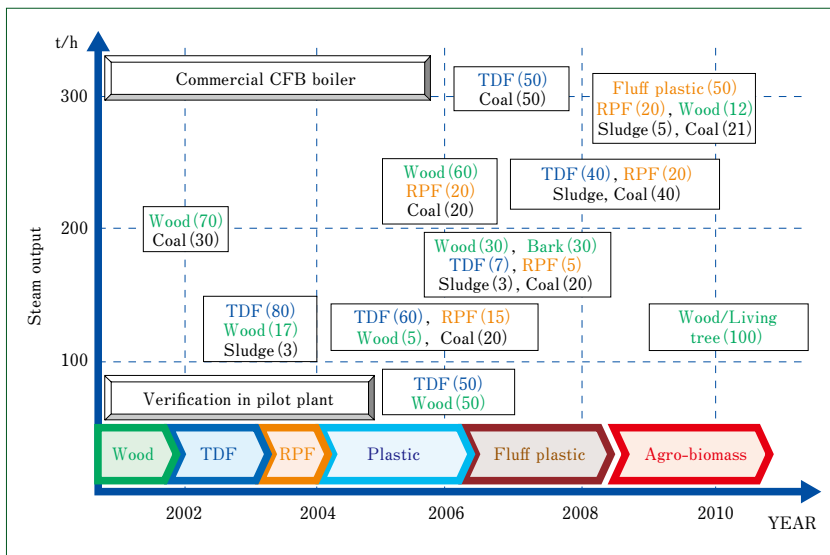 t/h
Commercial CFB boiler
TDF(50)
Coal(50)
Fluff plastic(50)
RPF(20), Wood(12)
Sludge(5), Coal(21)
300
Wood(60)
RPF(20)
Coal(20)
TDF(40), RPF(20)
Sludge, Coal(40)
Wood(70)
Coal(30)
200
Wood(30), Bark(30)
TDF(7), RPF(5)
Sludge(3), Coal(20)
Steam output
TDF(80)
Wood(17)
Sludge(3)
TDF(60), RPF(15)
Wood(5), Coal(20)
Wood/Living
tree(100)
100
Verification in pilot plant
TDF(50)
Wood(50)
Wood
TDF
RPF
Plastic
Fluff plastic
Agro-biomass
2002
2004
2006
2008
2010
YEAR